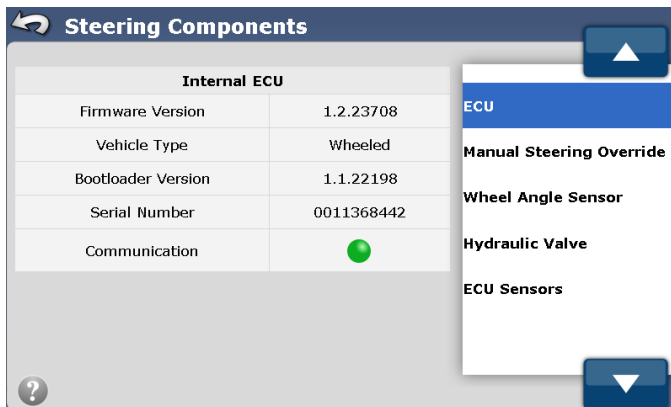 Steering Components
Internal ECU
Firmware Version 1.2.23708
Vehicle Type Wheeled
Bootloader Version 1.1.22198
Serial Number 0011368442
Communication
ECU
Manual Steering Override
Wheel Angle Sensor
Hydraulic Valve
ECU Sensors
?